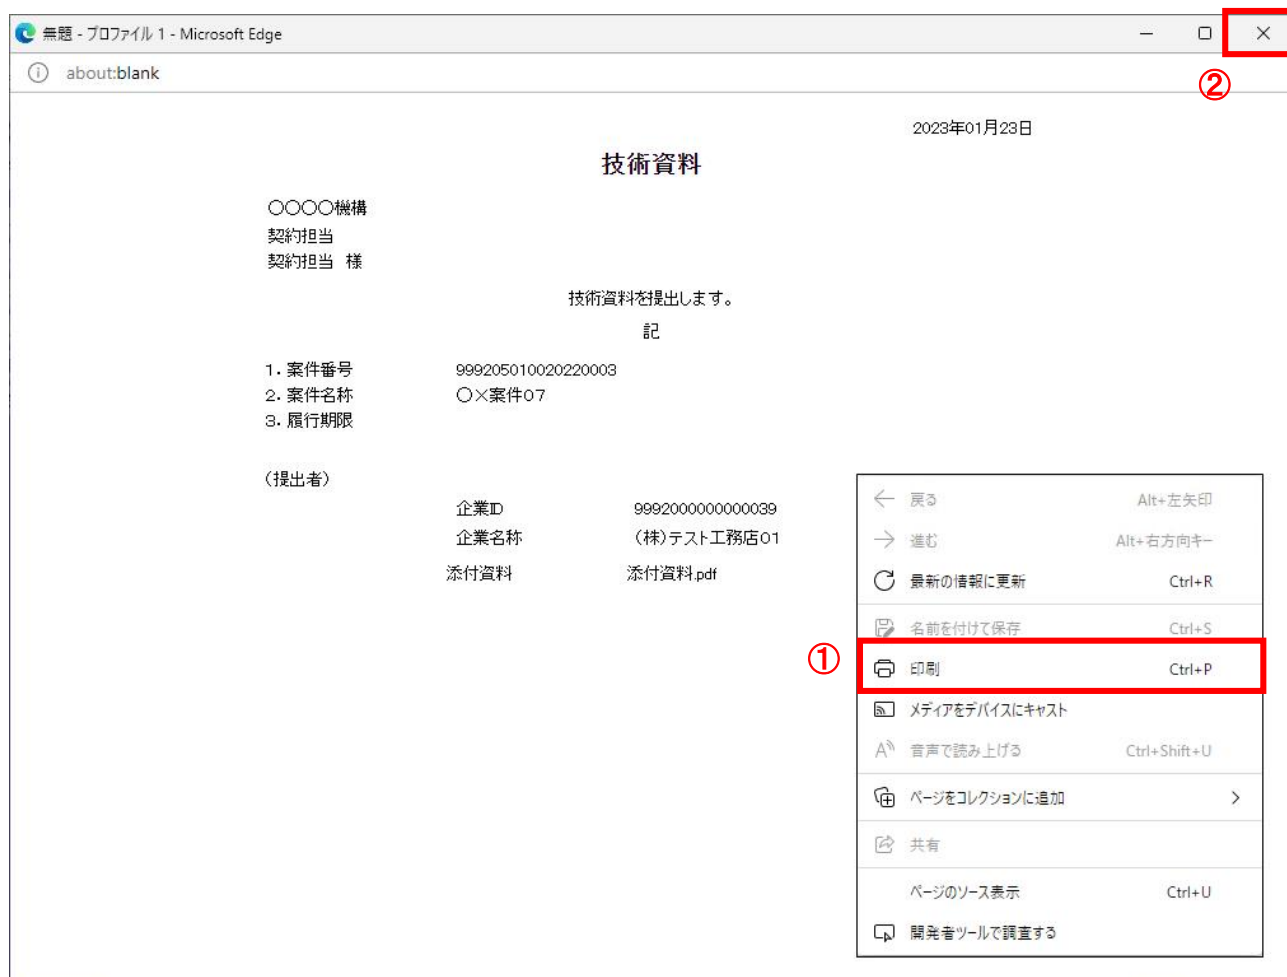 無題 - プロファイル 1 - Microsoft Edge
about:blank
②
2023年01月23日
技術資料
〇〇〇〇機構
契約担当
契約担当 様
技術資料を提出します。
記
1. 案件番号 999205010020220003
2. 案件名称 〇×案件07
3. 履行期限
（提出者）
企業ID 9992000000000039
企業名称 （株）テスト工務店01
添付資料 添付資料.pdf
戻る Alt+左矢印
進む Alt+右方向キー
最新の情報に更新 Ctrl+R
名前を付けて保存 Ctrl+S
①
印刷 Ctrl+P
メディアをデバイスにキャスト
音声で読み上げる Ctrl+Shift+U
ページをコレクションに追加
共有
ページのソース表示 Ctrl+U
開発者ツールで調査する